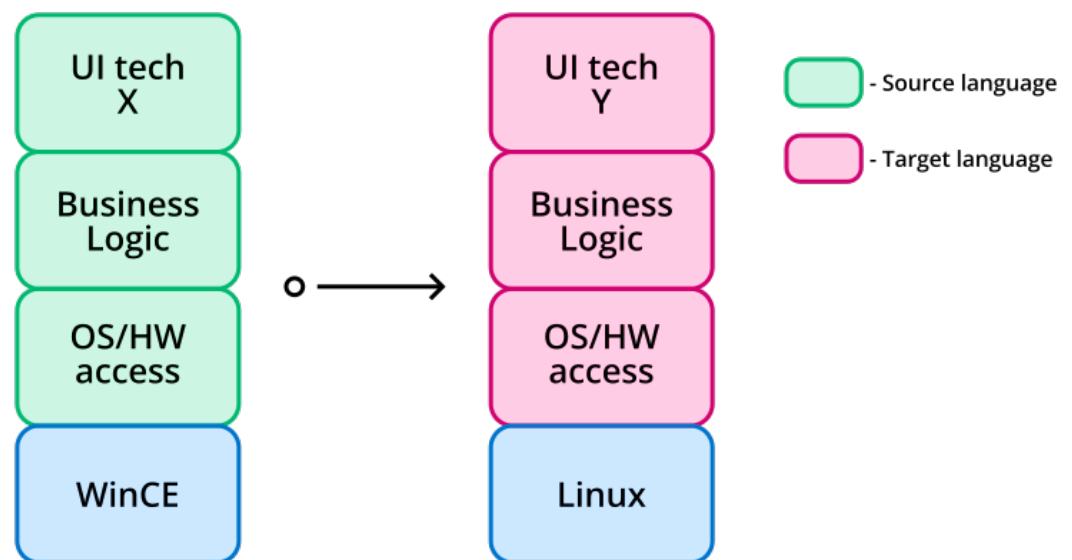 UI tech
X
Business
Logic
OS/HW
access
WinCE
UI tech
Y
Business
Logic
OS/HW
access
Linux
- Source language
- Target language